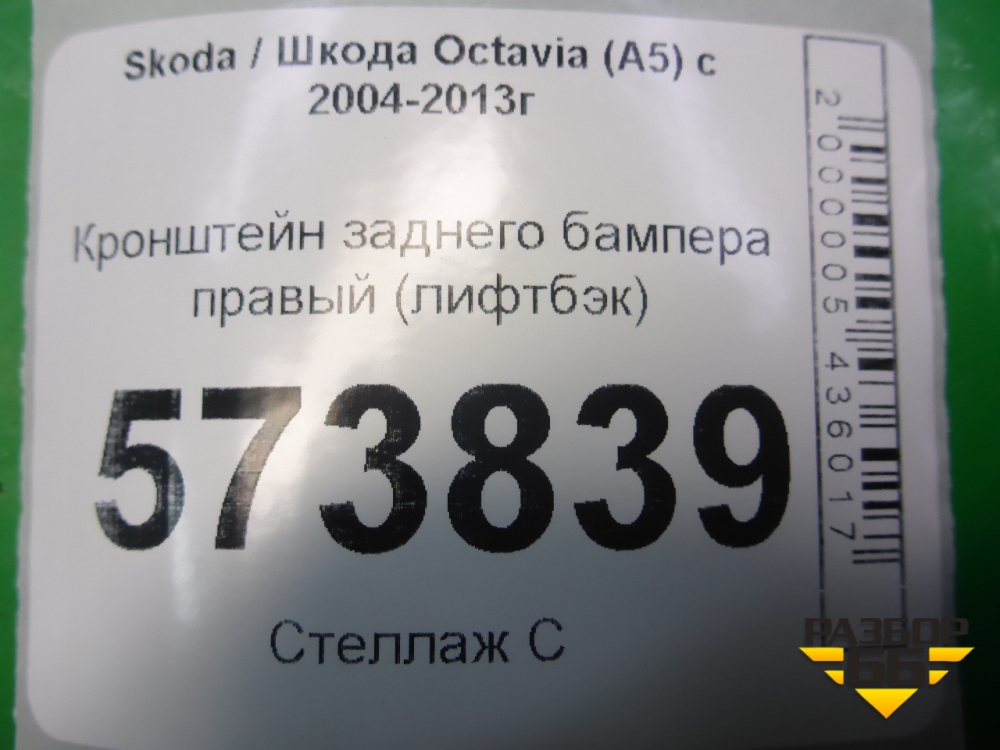 Skoda / Шкода Octavia (A5) с
2004-2013г
Кронштейн заднего бампера
правый (лифтбэк)
573839
Стеллаж С
2000005436017
РАЗБОР
66